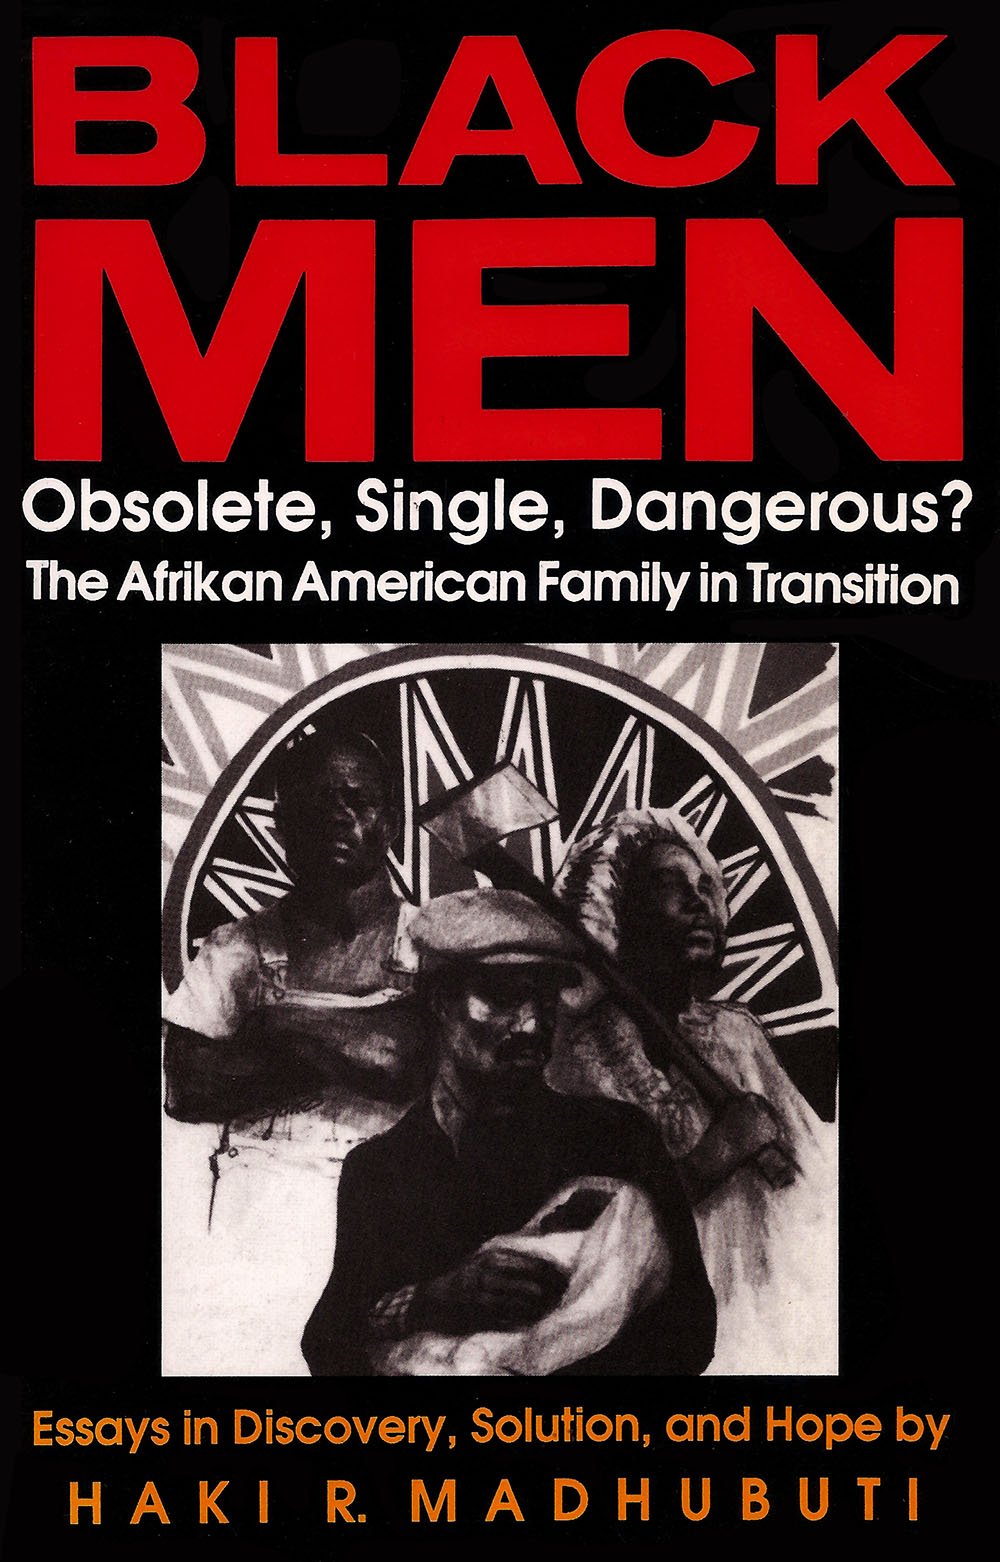 BLACK
MEN
Obsolete, Single, Dangerous?
The Afrikan American Family in Transition
Essays in Discovery, Solution, and Hope by
HAKI R. MADHUBUTI